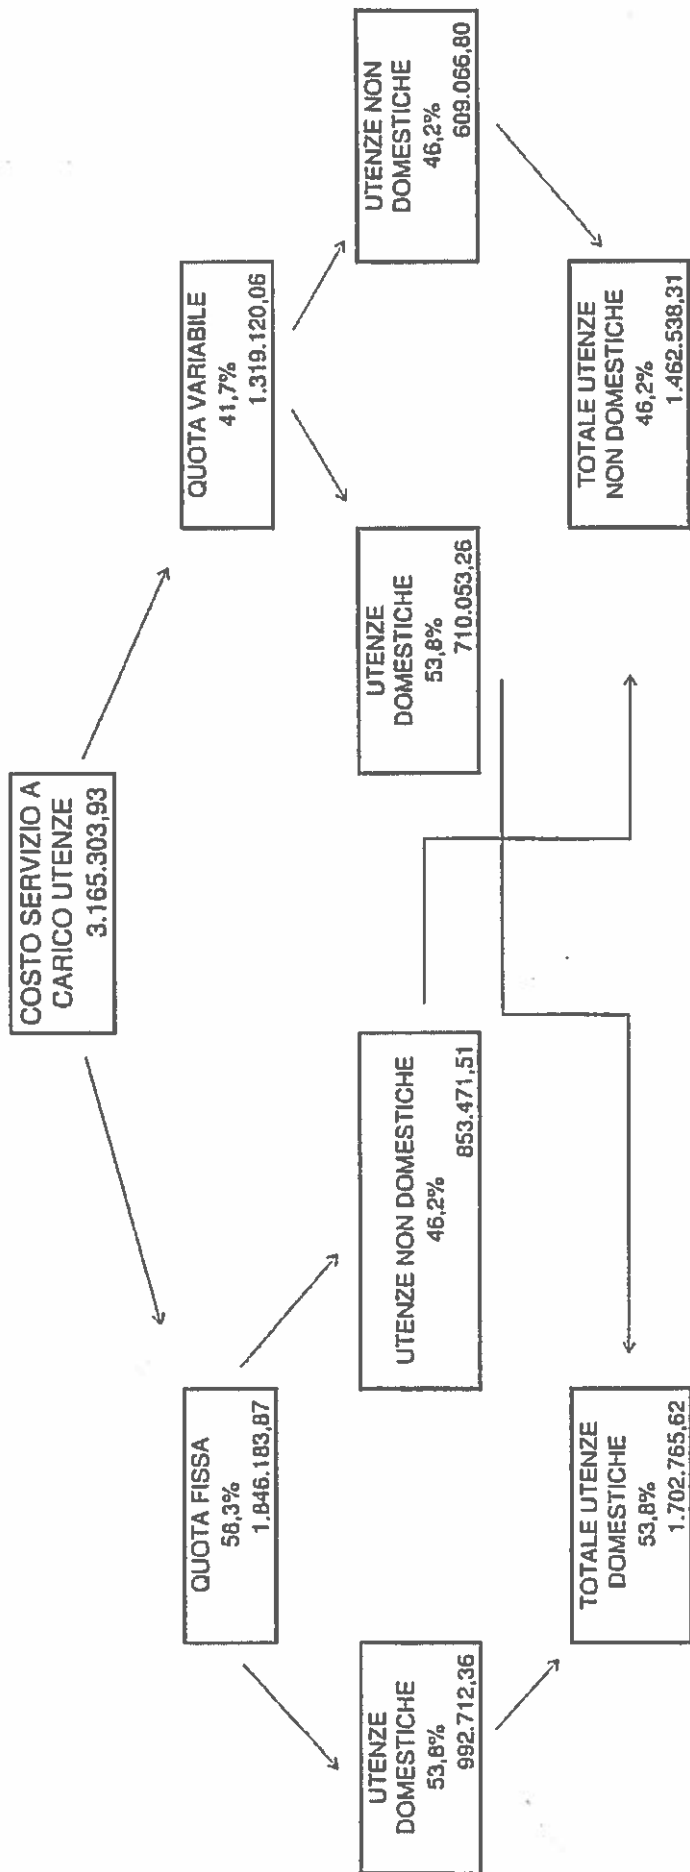 COSTO SERVIZIO A
CARICO UTENZE
3.165.303,93
QUOTA FISSA
58,3%
1.846.183,87
QUOTA VARIABILE
41,7%
1.319.120,06
UTENZE
DOMESTICHE
53,8%
992.712,36
UTENZE NON DOMESTICHE
46,2%
853.471,51
UTENZE
DOMESTICHE
53,8%
710.053,26
UTENZE NON
DOMESTICHE
46,2%
609.066,80
TOTALE UTENZE
DOMESTICHE
53,8%
1.702.765,62
TOTALE UTENZE
NON DOMESTICHE
46,2%
1.462.538,31